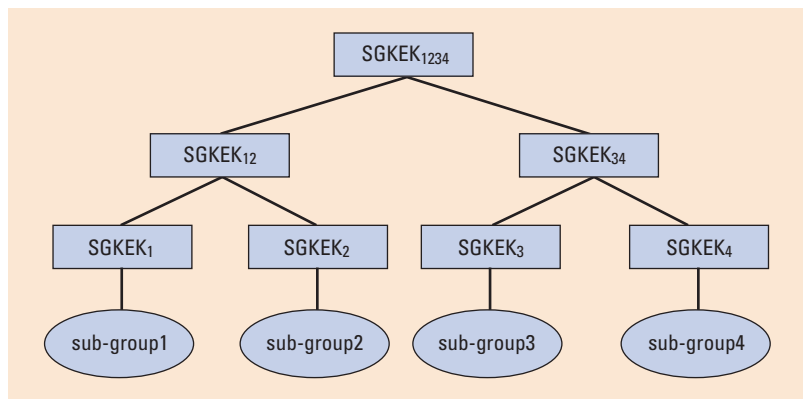 SGKEK₁₂₃₄
SGKEK₁₂
SGKEK₃₄
SGKEK₁
SGKEK₂
SGKEK₃
SGKEK₄
sub-group1
sub-group2
sub-group3
sub-group4